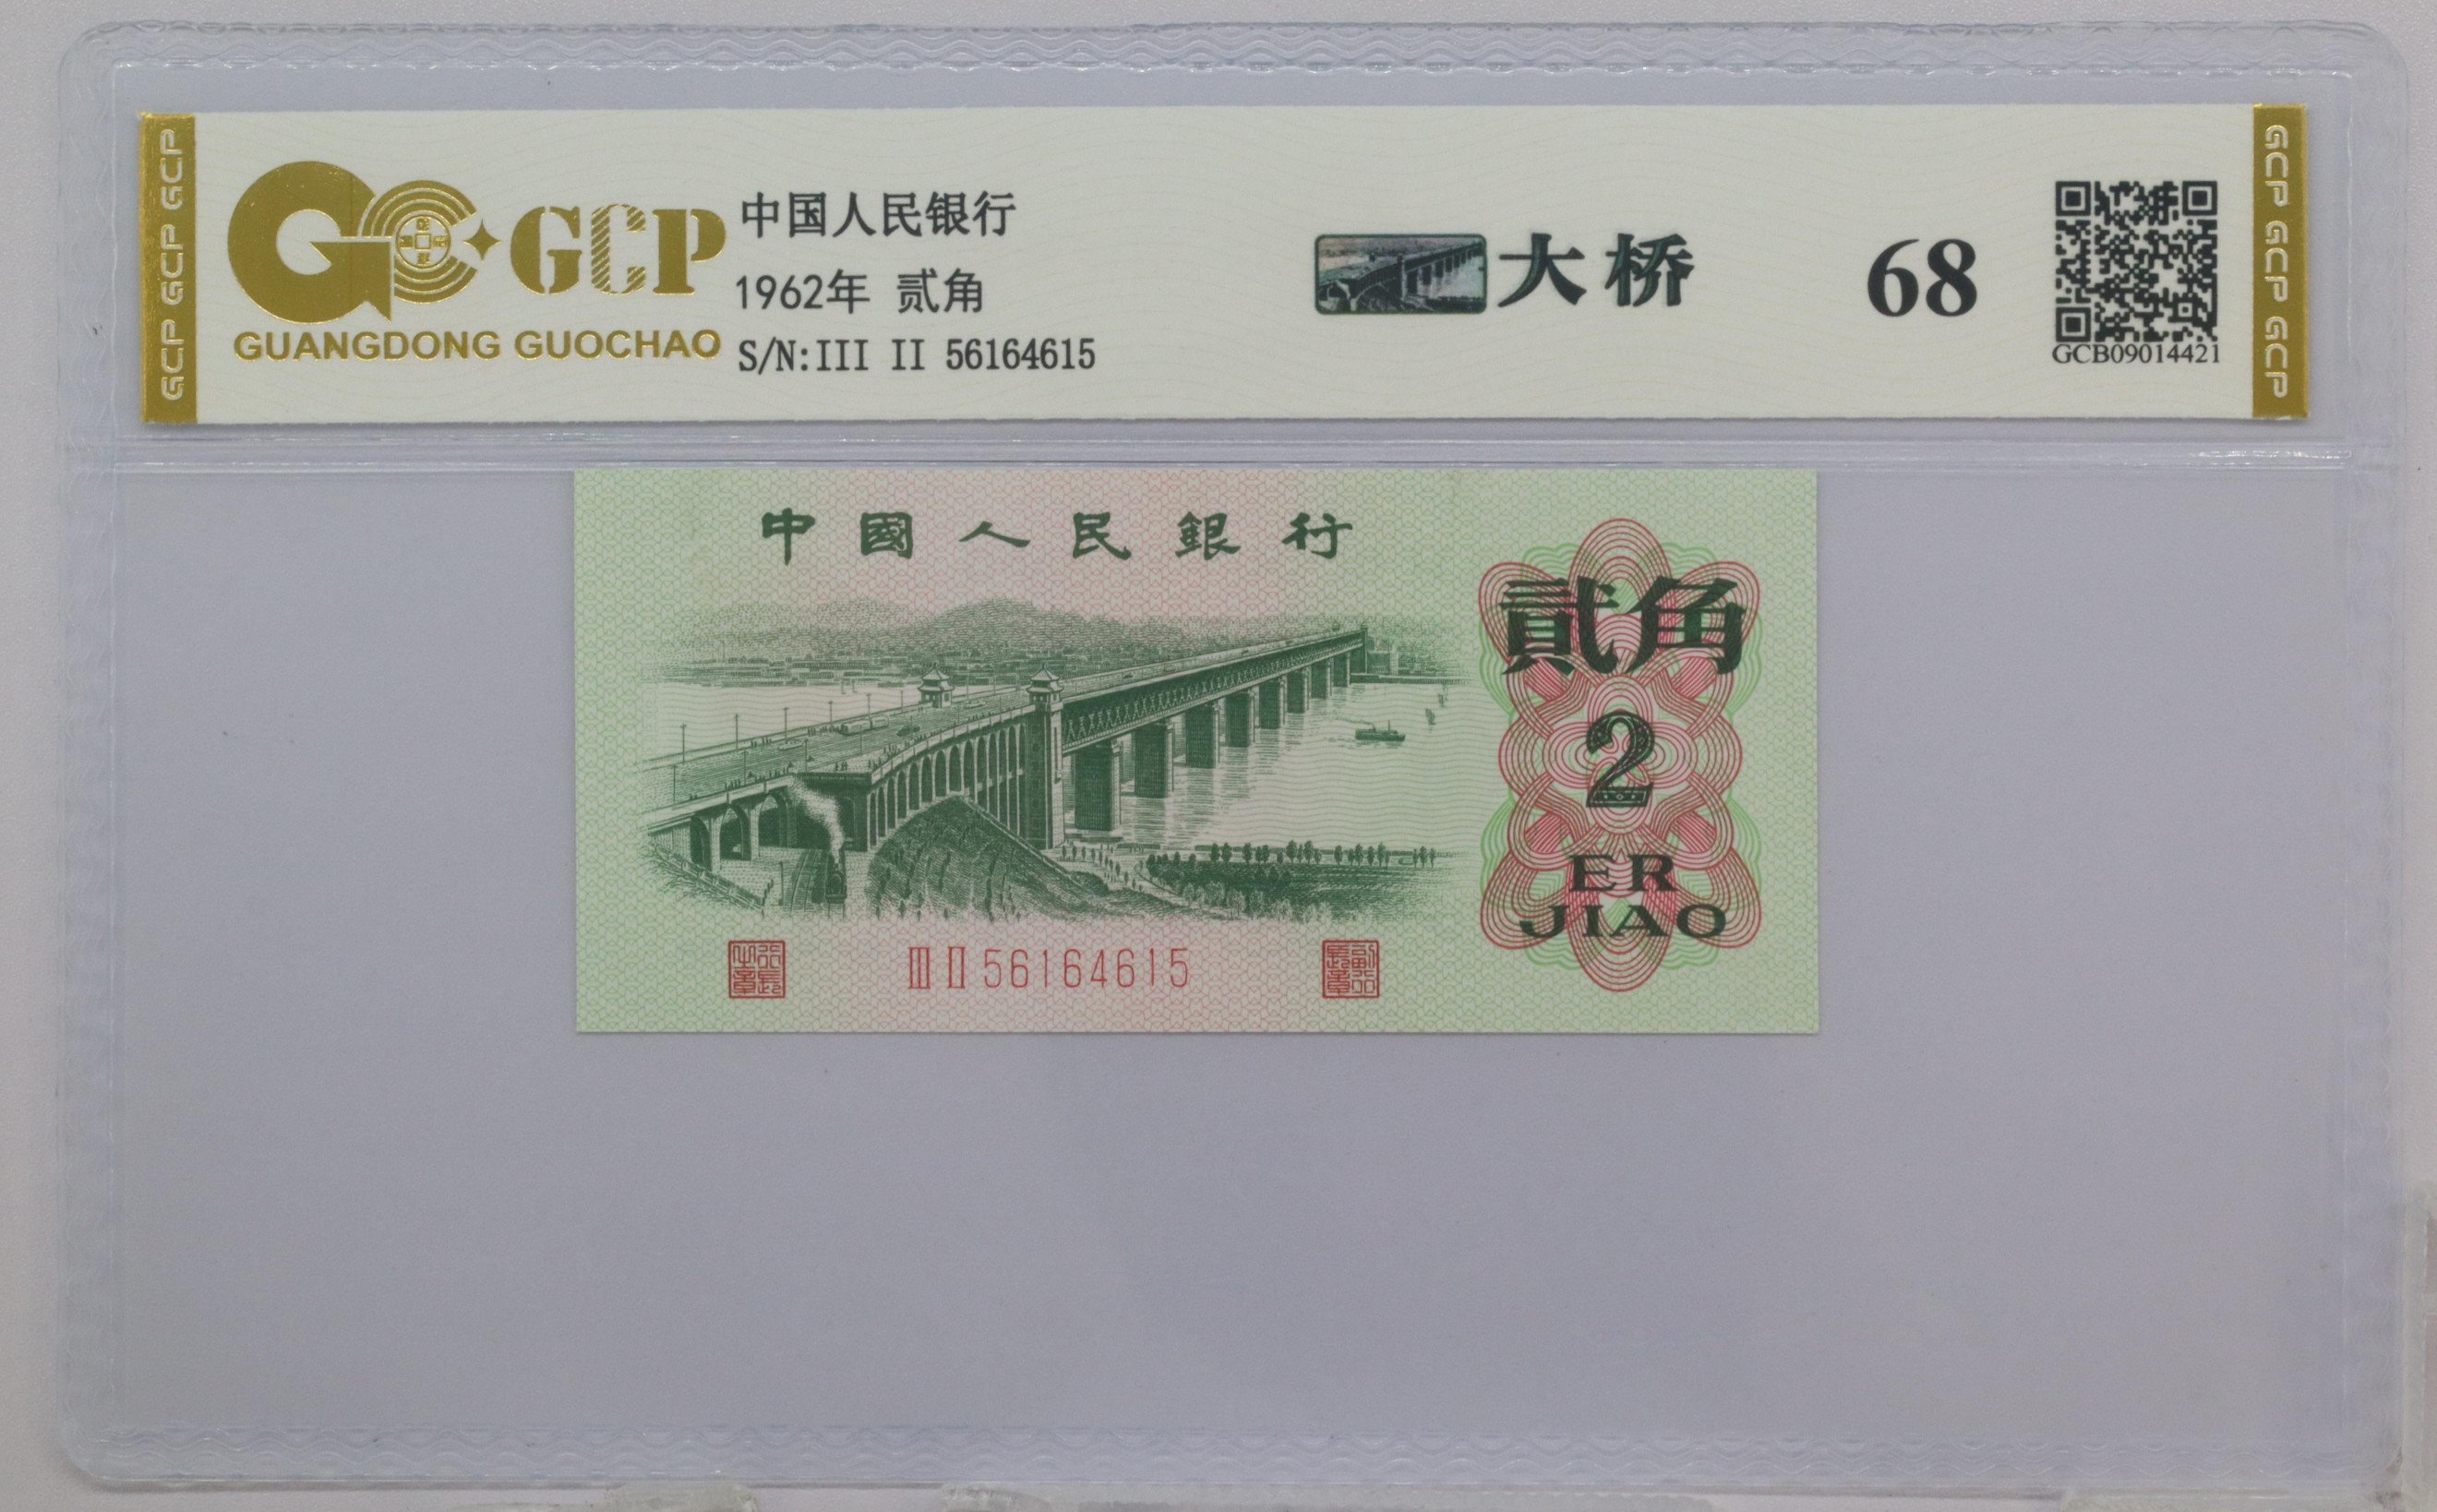 GCP GCP GCP
GCP
GUANGDONG GUOCHAO
中国人民银行
1962年 贰角
S/N:III II 56164615
大桥
68
GCB09014421
GCP GCP GCP
中國人民銀行
貳角
2
ER
JIAO
III II 56164615